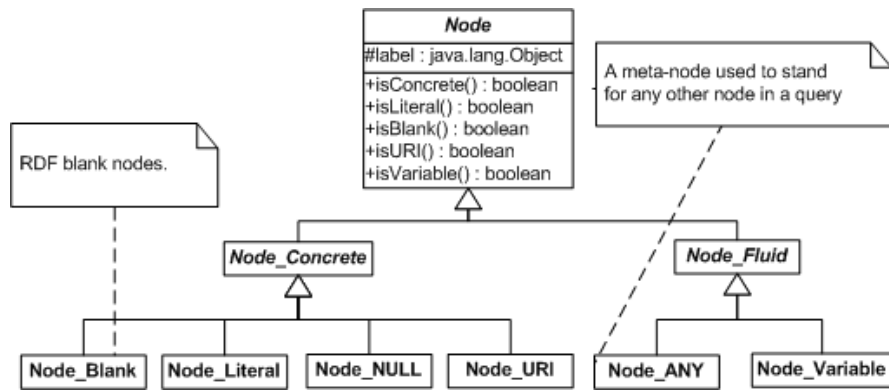 Node
#label : java.lang.Object
+isConcrete() : boolean
+isLiteral() : boolean
+isBlank() : boolean
+isURI() : boolean
+isVariable() : boolean
A meta-node used to stand
for any other node in a query
RDF blank nodes.
Node_Concrete
Node_Fluid
Node_Blank
Node_Literal
Node_NULL
Node_URI
Node_ANY
Node_Variable